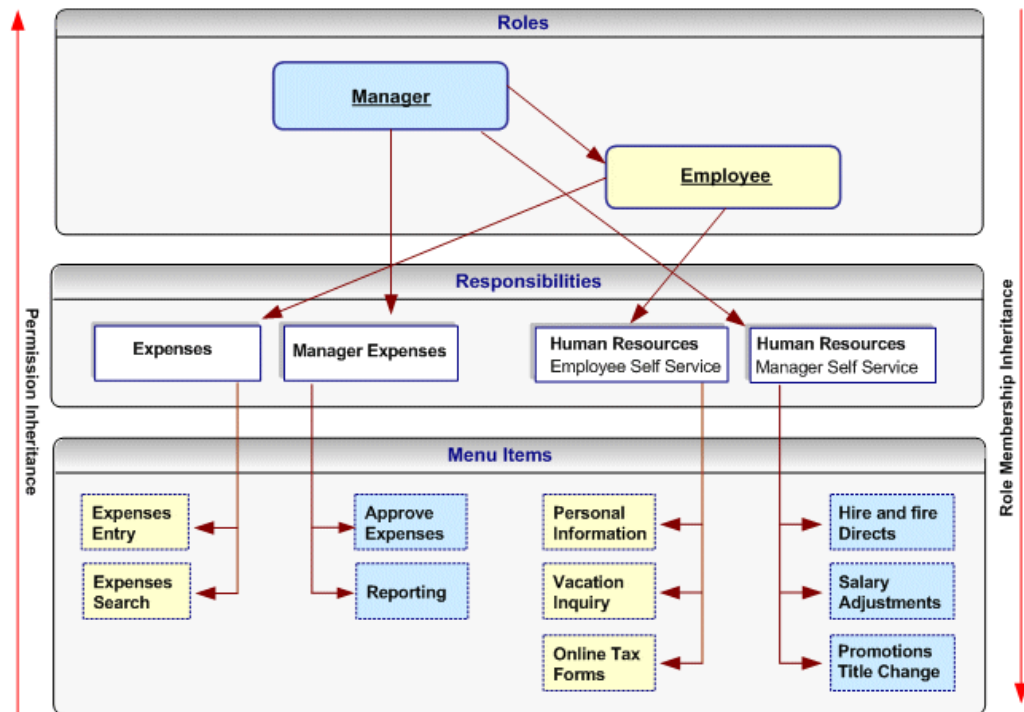 Roles
Manager
Employee
Permission Inheritance
Role Membership Inheritance
Responsibilities
Expenses
Manager Expenses
Human Resources
Employee Self Service
Human Resources
Manager Self Service
Menu Items
Expenses
Entry
Approve
Expenses
Personal
Information
Hire and fire
Directs
Expenses
Search
Reporting
Vacation
Inquiry
Salary
Adjustments
Online Tax
Forms
Promotions
Title Change